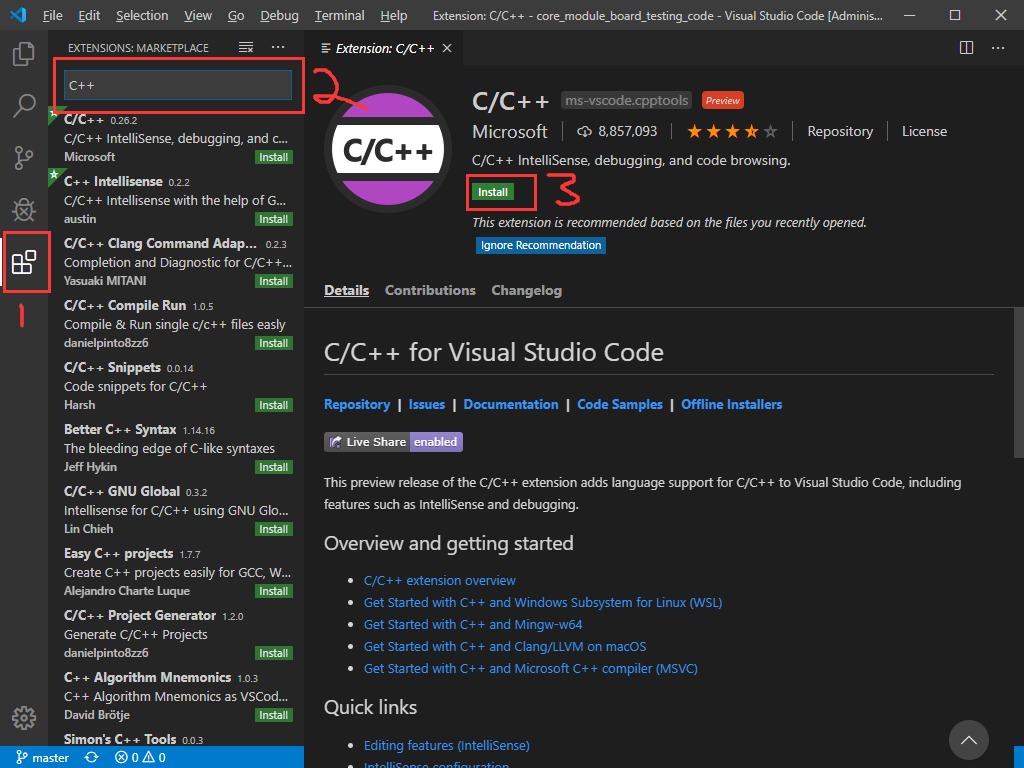 File Edit Selection View Go Debug Terminal Help Extension: C/C++ - core_module_board_testing_code - Visual Studio Code [Adminis...
EXTENSIONS: MARKETPLACE
C++
2
C/C++ 0.26.2
C/C++ IntelliSense, debugging, and c...
Microsoft Install
C++ Intellisense 0.2.2
C/C++ Intellisense with the help of G...
austin Install
C/C++ Clang Command Adap... 0.2.3
Completion and Diagnostic for C/C++...
Yasuaki MITANI Install
1
C/C++ Compile Run 1.0.5
Compile & Run single c/c++ files easly
danielpinto8zz6 Install
C/C++ Snippets 0.0.14
Code snippets for C/C++
Harsh Install
Better C++ Syntax 1.14.16
The bleeding edge of C-like syntaxes
Jeff Hykin Install
C/C++ GNU Global 0.3.2
Intellisense for C/C++ using GNU Glo...
Lin Chieh Install
Easy C++ projects 1.7.7
Create C++ projects easily for GCC, W...
Alejandro Charte Luque Install
C/C++ Project Generator 1.2.0
Generate C/C++ Projects
danielpinto8zz6 Install
C++ Algorithm Mnemonics 1.0.3
C++ Algorithm Mnemonics as VSCod...
David Brötje Install
Simon's C++ Tools 0.0.3
Extension: C/C++
C/C++
C/C++ ms-vscode.cpptools Preview
Microsoft 8,857,093 Repository License
C/C++ IntelliSense, debugging, and code browsing.
Install 3
This extension is recommended based on the files you recently opened.
Ignore Recommendation
Details Contributions Changelog
C/C++ for Visual Studio Code
Repository | Issues | Documentation | Code Samples | Offline Installers
Live Share enabled
This preview release of the C/C++ extension adds language support for C/C++ to Visual Studio Code, including
features such as IntelliSense and debugging.
Overview and getting started
C/C++ extension overview
Get Started with C++ and Windows Subsystem for Linux (WSL)
Get Started with C++ and Mingw-w64
Get Started with C++ and Clang/LLVM on macOS
Get Started with C++ and Microsoft C++ compiler (MSVC)
Quick links
Editing features (IntelliSense)
IntelliSense configuration
master 0 0